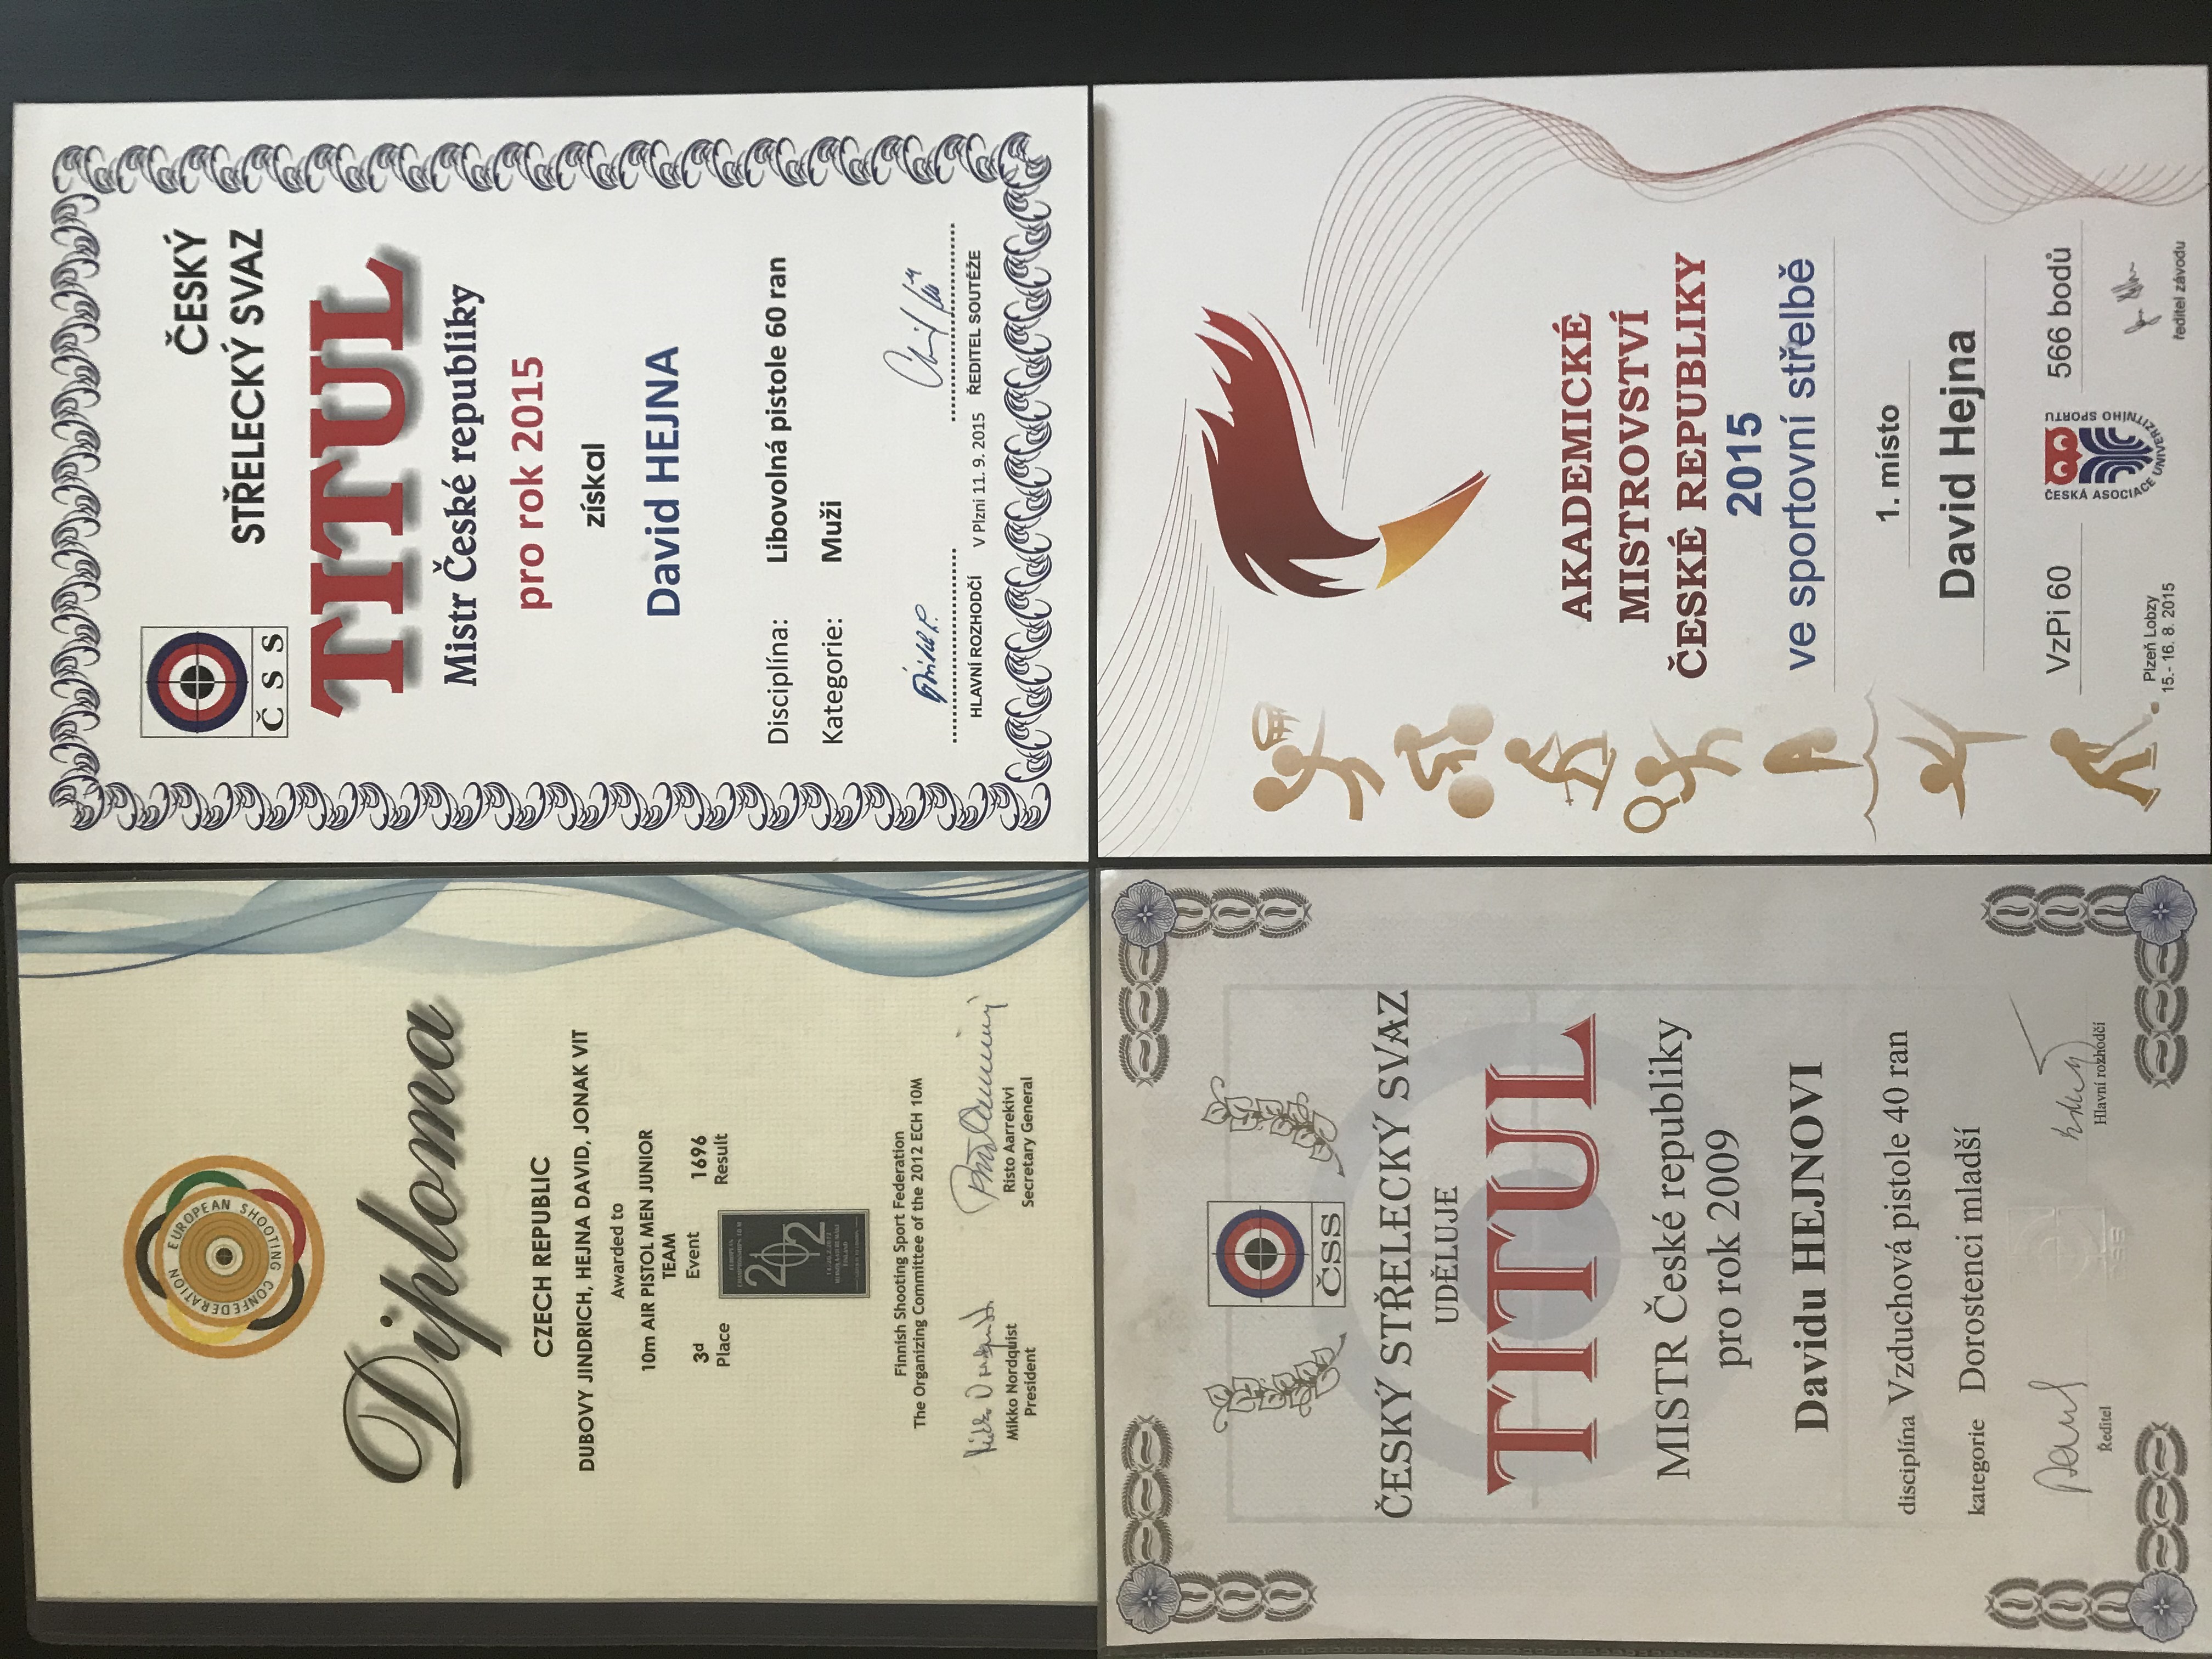 EUROPEAN SHOOTING CONFEDERATION
Diploma
CZECH REPUBLIC
DUBOVY JINDRICH, HEJNA DAVID, JONAK VIT
Awarded to
10m AIR PISTOL MEN JUNIOR
TEAM
3d Event 1696
Place Result
2012
FINLAND
Finnish Shooting Sport Federation
The Organizing Committee of the 2012 ECH 10M
Mikko Nordquist Risto Aarrekivi
President Secretary General
ČSS
ČESKÝ
STŘELECKÝ SVAZ
TITUL
Mistr České republiky
pro rok 2015
získal
David HEJNA
Disciplína: Libovolná pistole 60 ran
Kategorie: Muži
HLAVNÍ ROZHODČÍ V Plzni 11. 9. 2015 ŘEDITEL SOUTĚŽE
ČSS
ČESKÝ STŘELECKÝ SVAZ
UDĚLUJE
TITUL
MISTR České republiky
pro rok 2009
Davidu HEJNOVI
disciplína Vzduchová pistole 40 ran
kategorie Dorostenci mladší
Ředitel Hlavní rozhodčí
AKADEMICKÉ
MISTROVSTVÍ
ČESKÉ REPUBLIKY
2015
ve sportovní střelbě
1. místo
David Hejna
VzPi 60 566 bodů
ČESKÁ ASOCIACE UNIVERZITNÍHO SPORTU
Plzeň Lobzy
15.- 16. 8. 2015
ředitel závodu